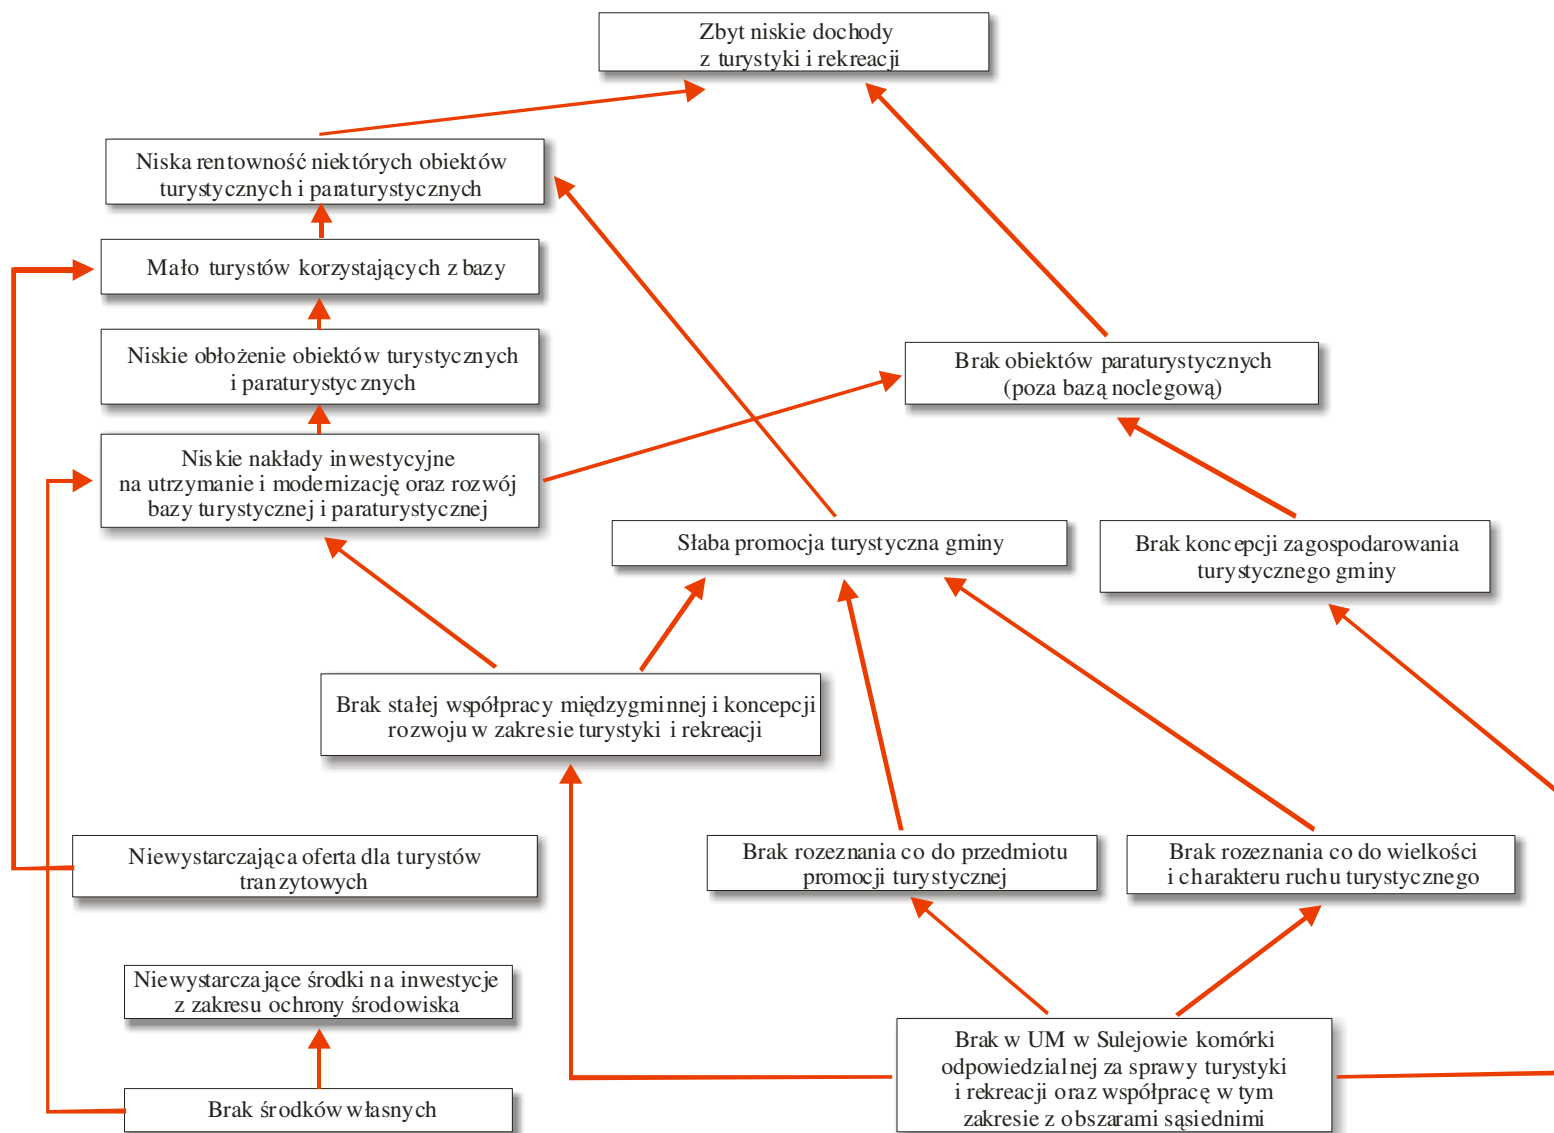 Zbyt niskie dochody
z turystyki i rekreacji
Niska rentowność niektórych obiektów
turystycznych i paraturystycznych
Mało turystów korzystających z bazy
Niskie obłożenie obiektów turystycznych
i paraturystycznych
Brak obiektów paraturystycznych
(poza bazą noclegową)
Niskie nakłady inwestycyjne
na utrzymanie i modernizację oraz rozwój
bazy turystycznej i paraturystycznej
Słaba promocja turystyczna gminy
Brak koncepcji zagospodarowania
turystycznego gminy
Brak stałej współpracy międzygminnej i koncepcji
rozwoju w zakresie turystyki i rekreacji
Niewystarczająca oferta dla turystów
tranzytowych
Brak rozeznania co do przedmiotu
promocji turystycznej
Brak rozeznania co do wielkości
i charakteru ruchu turystycznego
Niewystarczające środki na inwestycje
z zakresu ochrony środowiska
Brak środków własnych
Brak w UM w Sulejowie komórki
odpowiedzialnej za sprawy turystyki
i rekreacji oraz współpracę w tym
zakresie z obszarami sąsiednimi